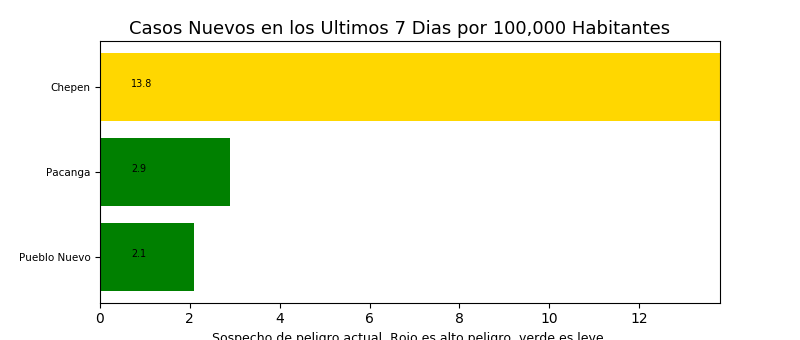 Casos Nuevos en los Ultimos 7 Dias por 100,000 Habitantes
Chepen
13.8
Pacanga
2.9
Pueblo Nuevo
2.1
0 2 4 6 8 10 12
Sospecho de peligro actual. Rojo es alto peligro, verde es leve